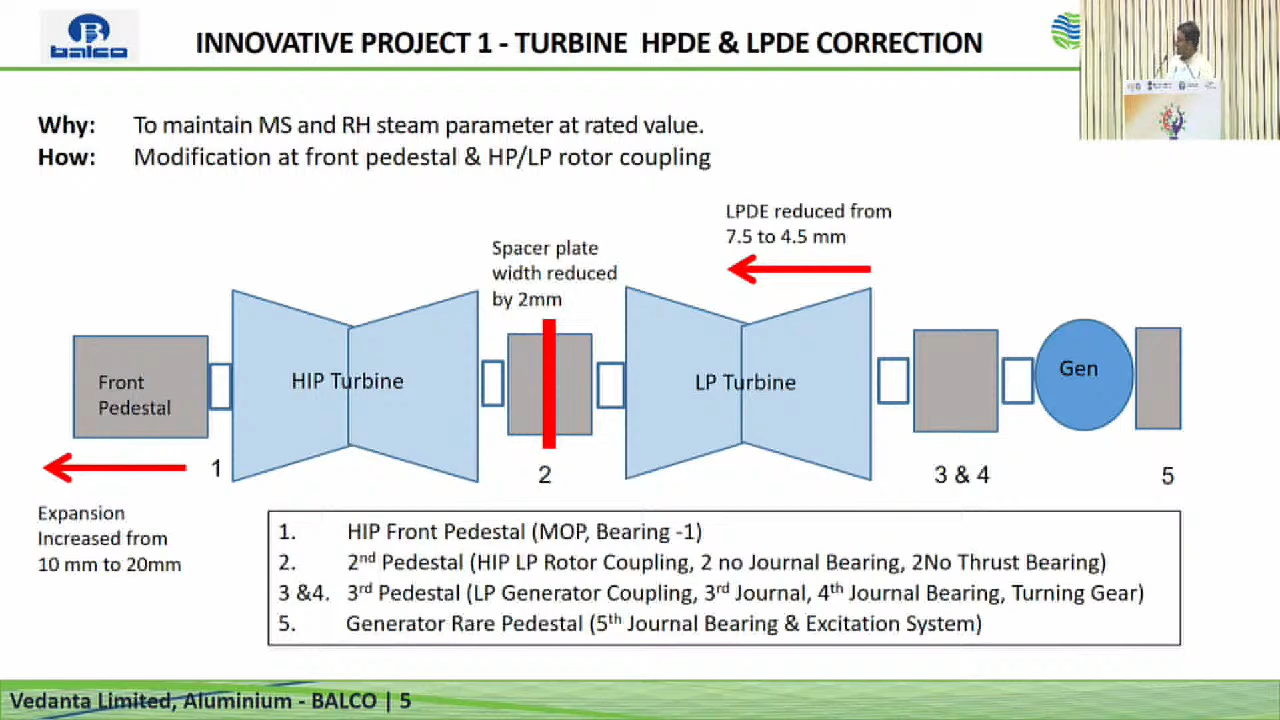 balco
INNOVATIVE PROJECT 1 - TURBINE HPDE & LPDE CORRECTION
Why: To maintain MS and RH steam parameter at rated value.
How: Modification at front pedestal & HP/LP rotor coupling
LPDE reduced from
7.5 to 4.5 mm
Spacer plate
width reduced
by 2mm
Front
Pedestal
HIP Turbine
LP Turbine
Gen
1
2
3 & 4
5
Expansion
Increased from
10 mm to 20mm
1. HIP Front Pedestal (MOP, Bearing -1)
2. 2nd Pedestal (HIP LP Rotor Coupling, 2 no Journal Bearing, 2No Thrust Bearing)
3 &4. 3rd Pedestal (LP Generator Coupling, 3rd Journal, 4th Journal Bearing, Turning Gear)
5. Generator Rare Pedestal (5th Journal Bearing & Excitation System)
Vedanta Limited, Aluminium - BALCO | 5